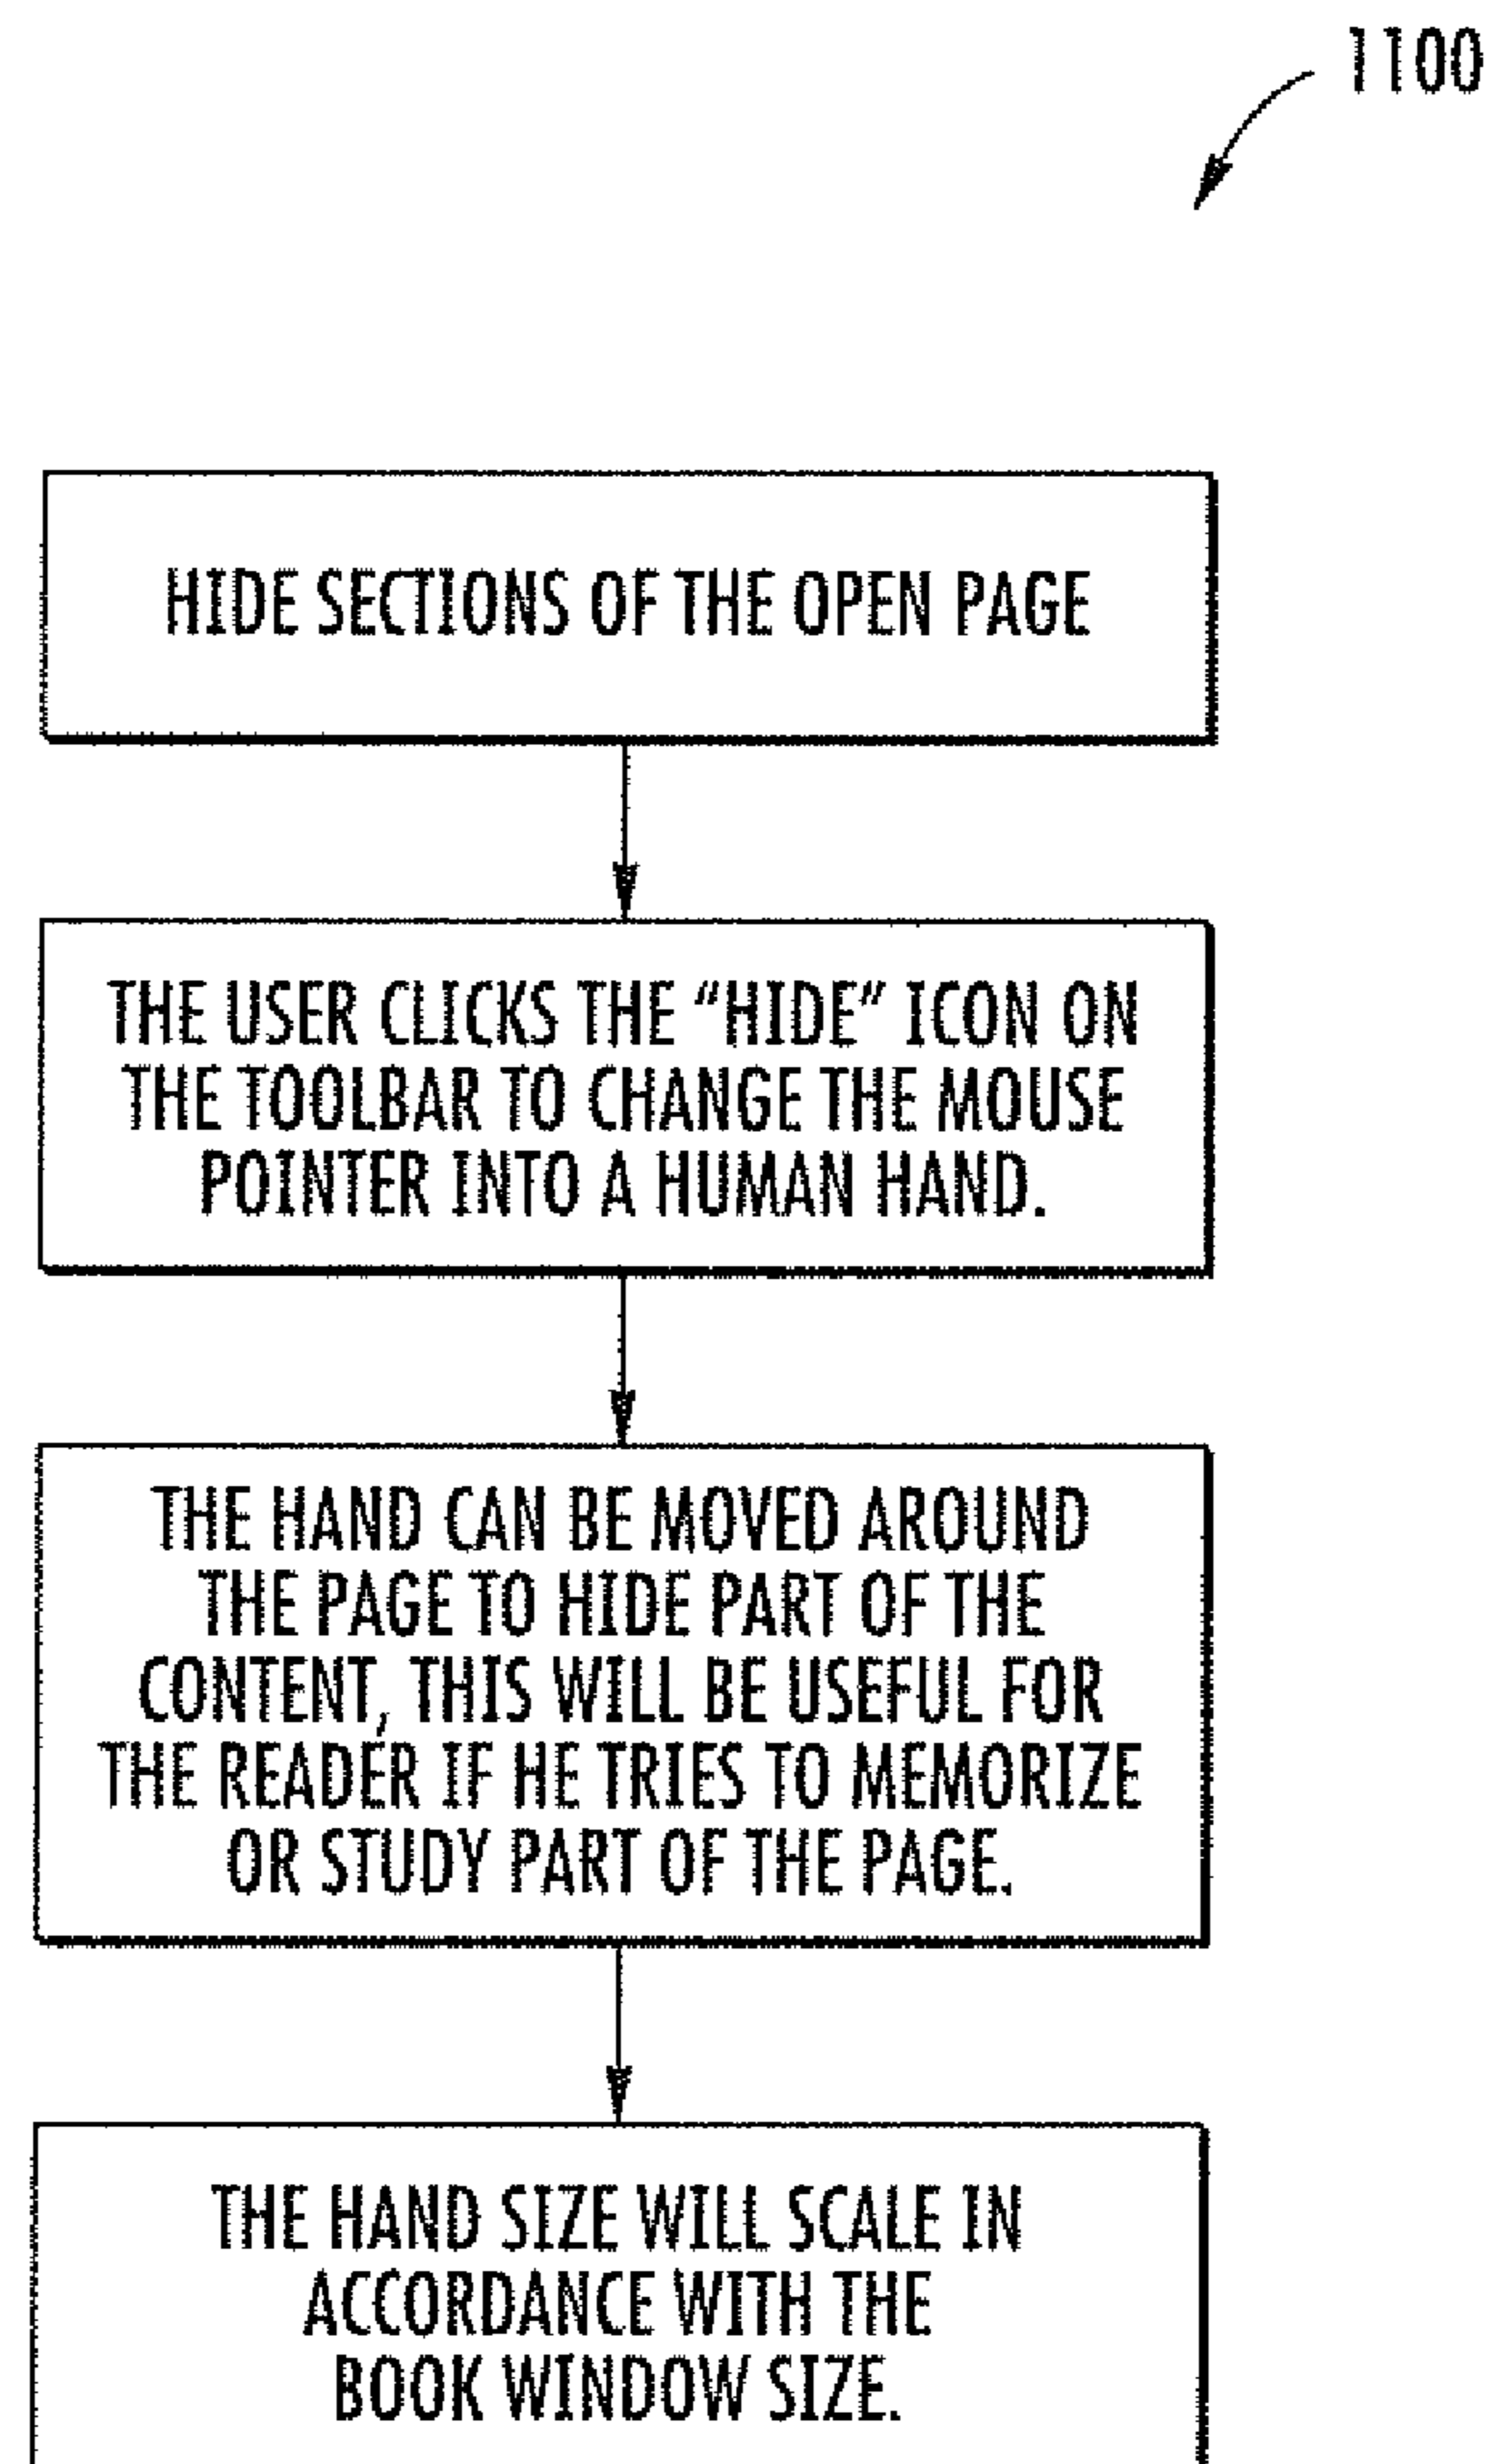 1100
HIDE SECTIONS OF THE OPEN PAGE
THE USER CLICKS THE “HIDE” ICON ON
THE TOOLBAR TO CHANGE THE MOUSE
POINTER INTO A HUMAN HAND.
THE HAND CAN BE MOVED AROUND
THE PAGE TO HIDE PART OF THE
CONTENT, THIS WILL BE USEFUL FOR
THE READER IF HE TRIES TO MEMORIZE
OR STUDY PART OF THE PAGE.
THE HAND SIZE WILL SCALE IN
ACCORDANCE WITH THE
BOOK WINDOW SIZE.